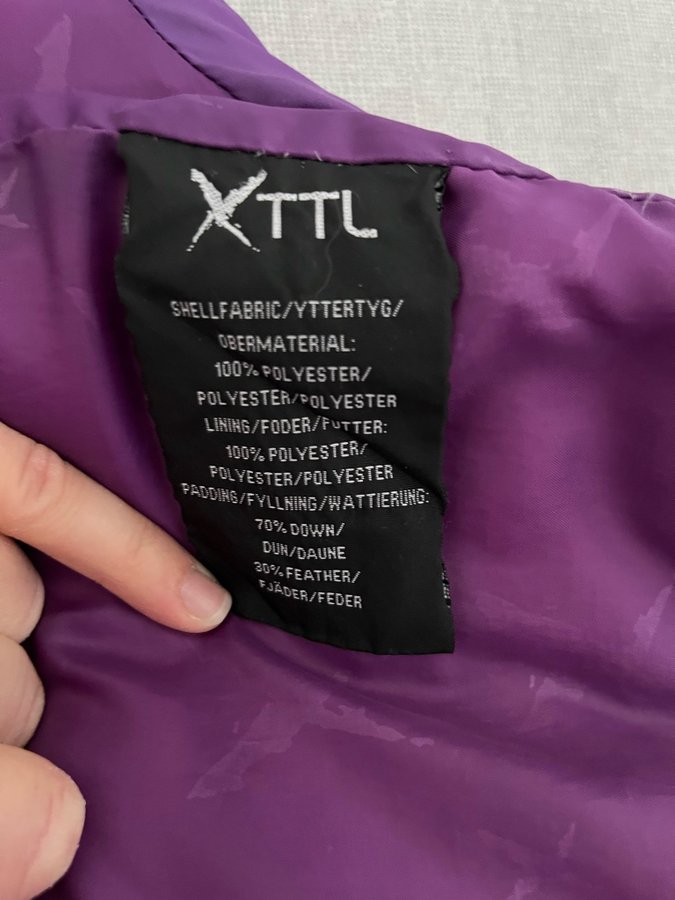 XTTL
SHELLFABRIC/YTTERTYG/
OBERMATERIAL:
100% POLYESTER/
POLYESTER/POLYESTER
LINING/FODER/FUTTER:
100% POLYESTER/
POLYESTER/POLYESTER
PADDING/FYLLNING/WATTIERUNG:
70% DOWN/
DUN/DAUNE
30% FEATHER/
FJÄDER/FEDER